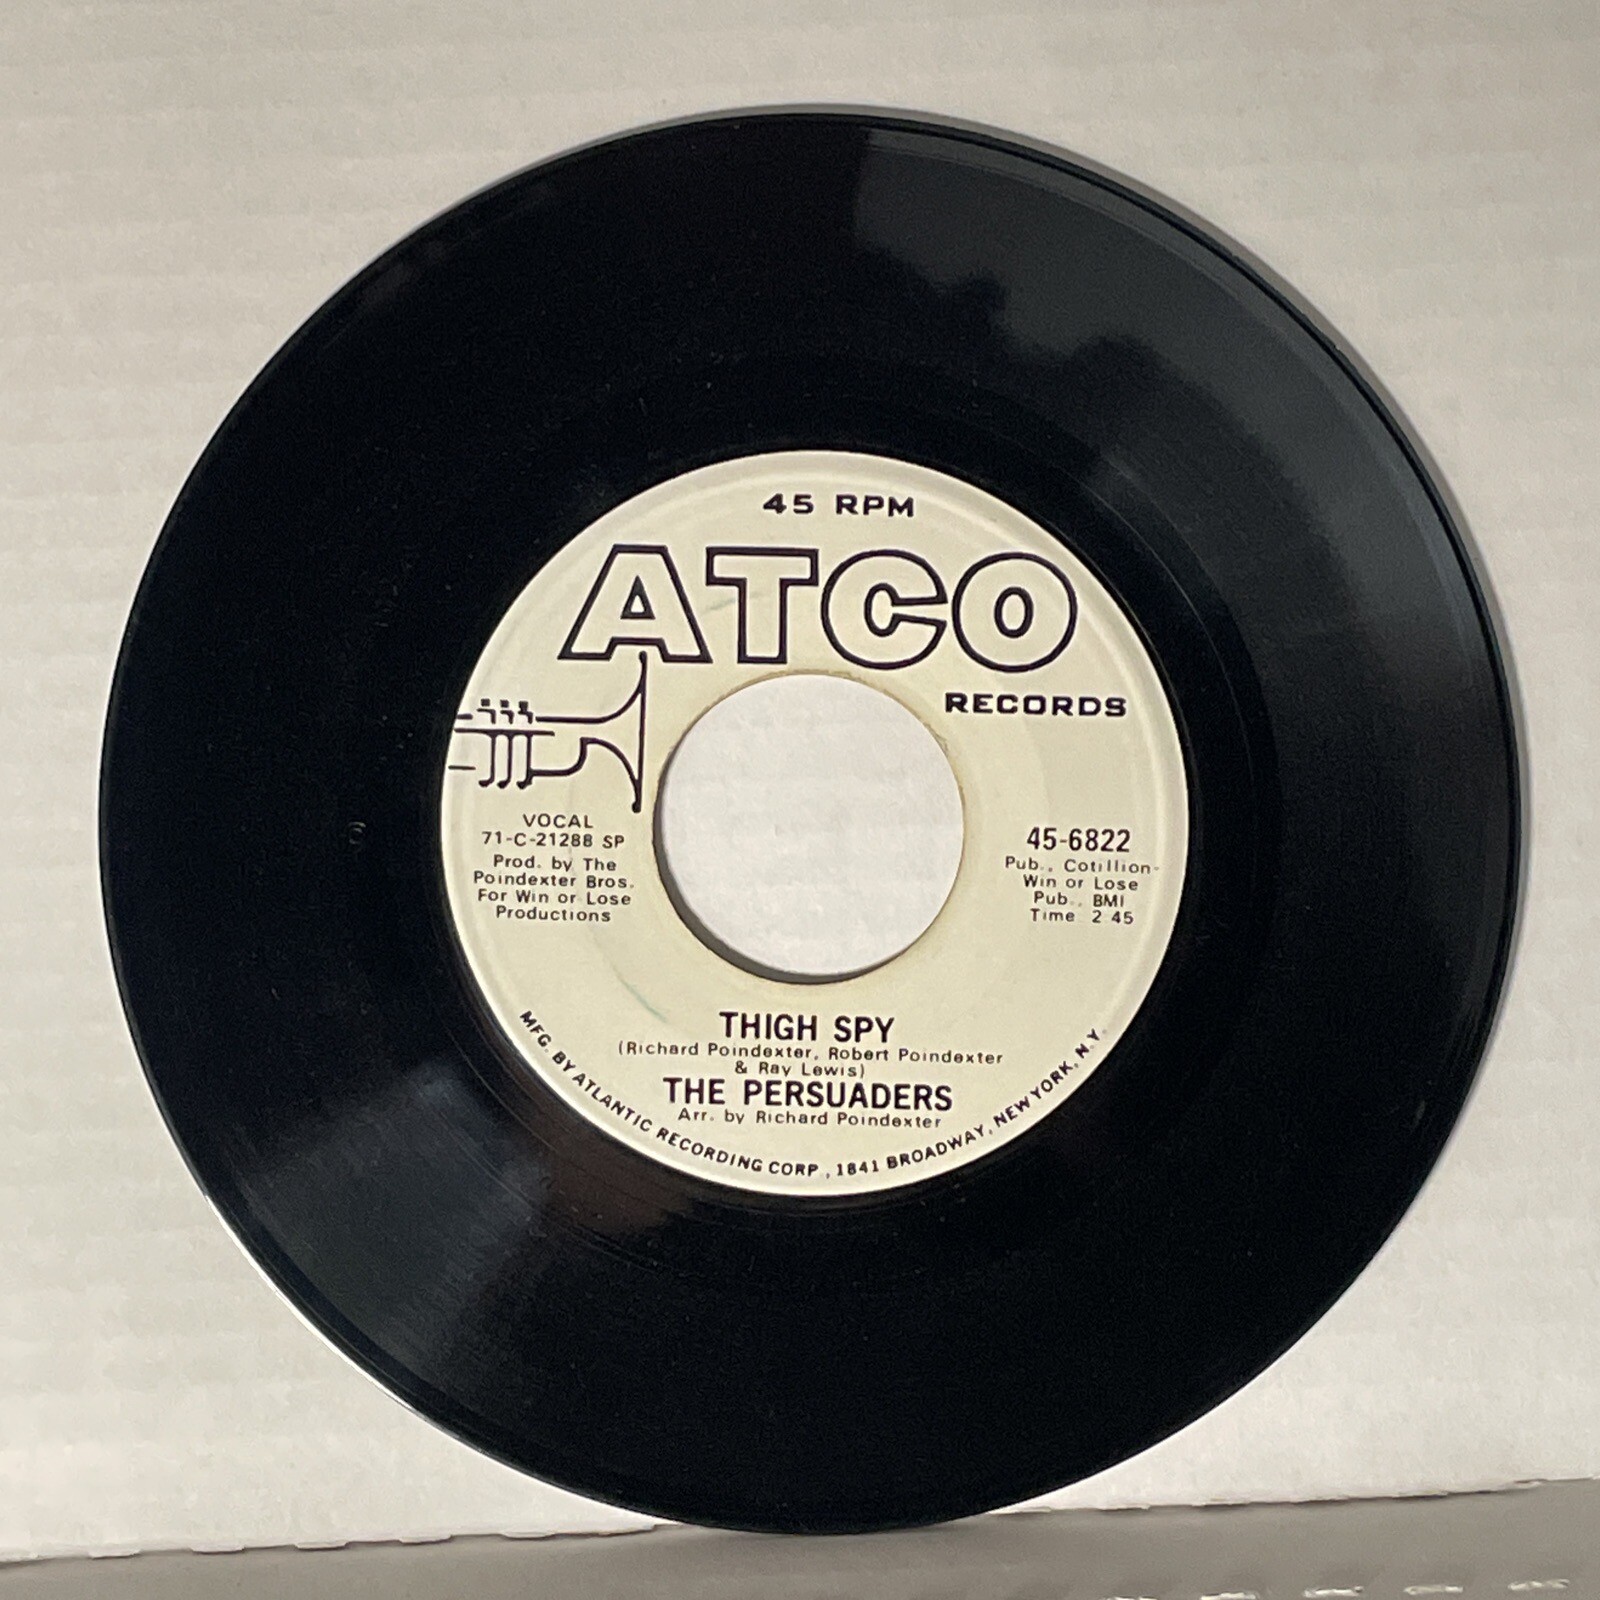 45 RPM
ATCO
RECORDS
VOCAL
71-C-21288 SP
Prod. by The
Poindexter Bros.
For Win or Lose
Productions
45-6822
Pub., Cotillion-
Win or Lose
Pub., BMI
Time 2 45
THIGH SPY
(Richard Poindexter, Robert Poindexter
& Ray Lewis)
THE PERSUADERS
Arr. by Richard Poindexter
MFG. BY ATLANTIC RECORDING CORP., 1841 BROADWAY, NEW YORK, N.Y.